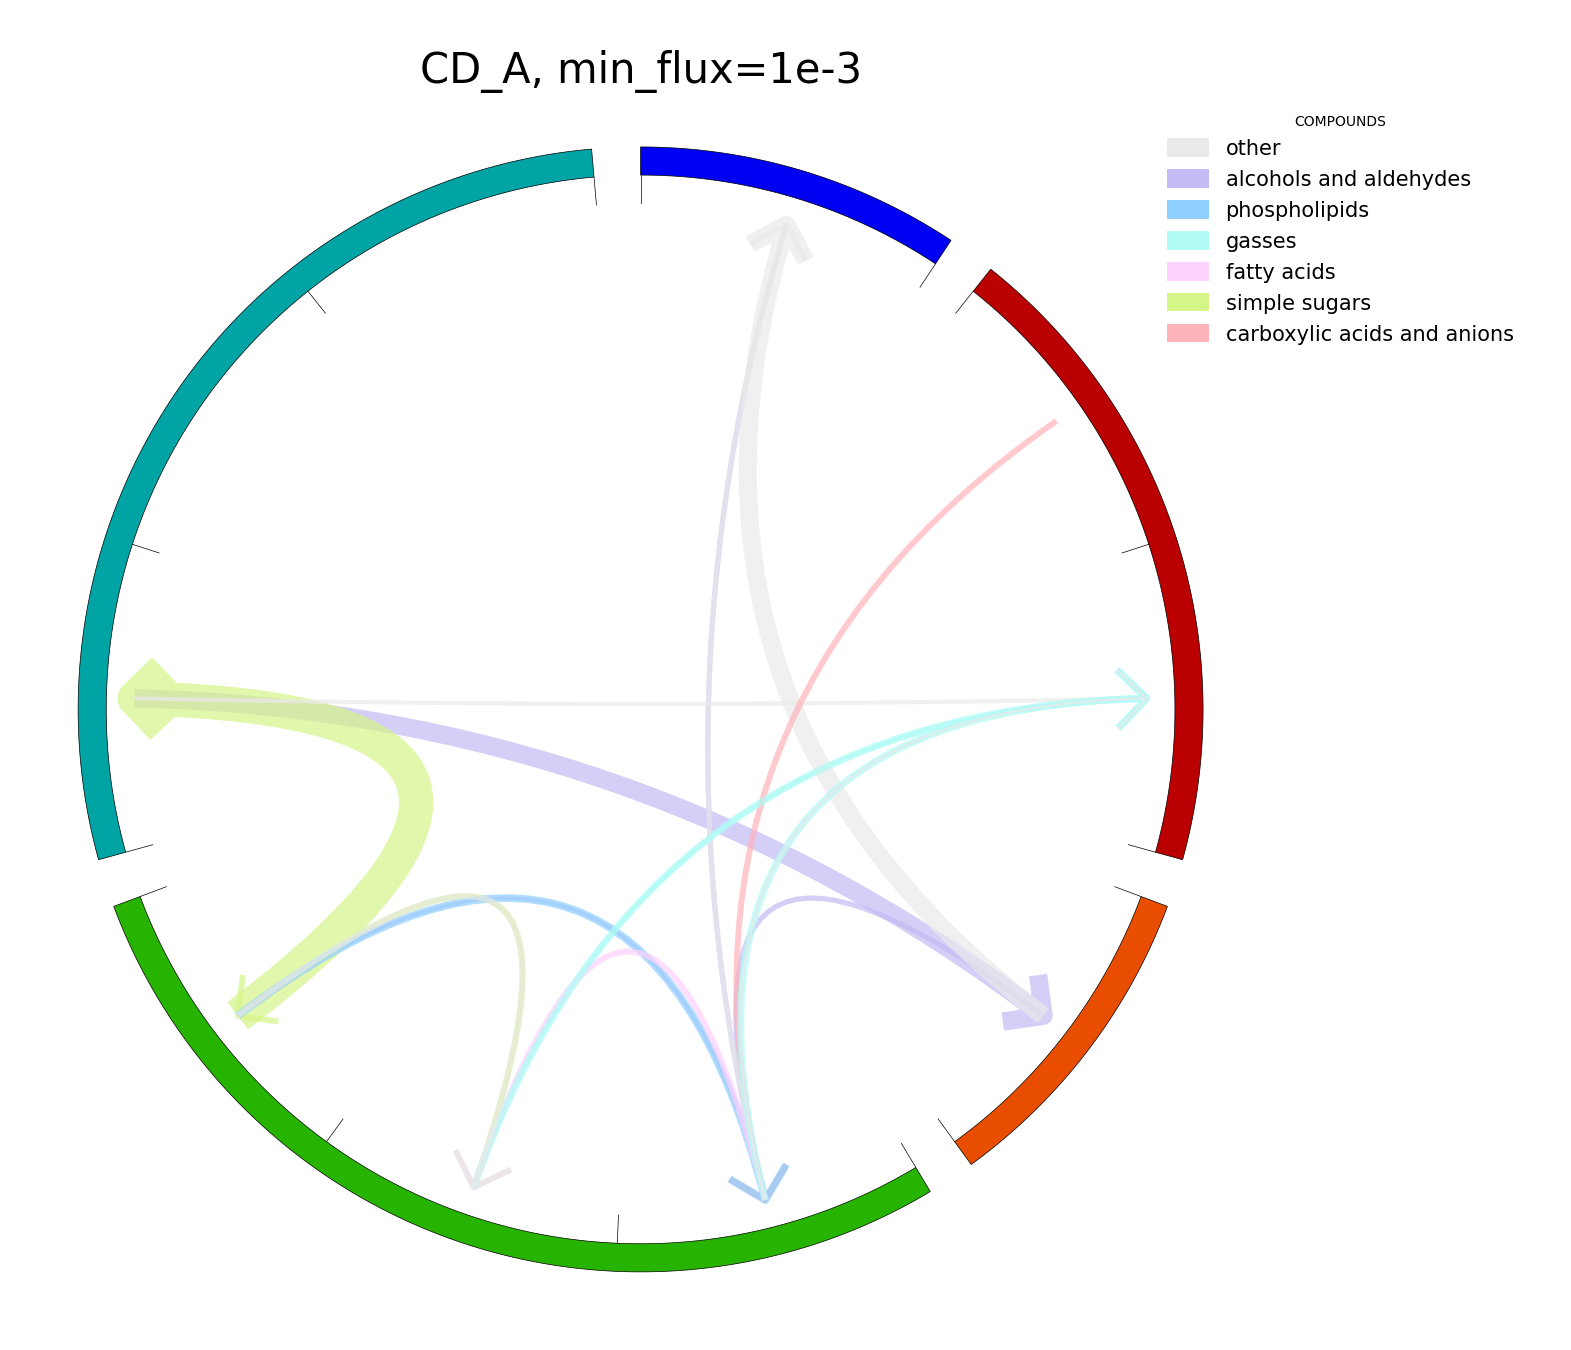 CD_A, min_flux=1e-3
COMPOUNDS
other
alcohols and aldehydes
phospholipids
gasses
fatty acids
simple sugars
carboxylic acids and anions